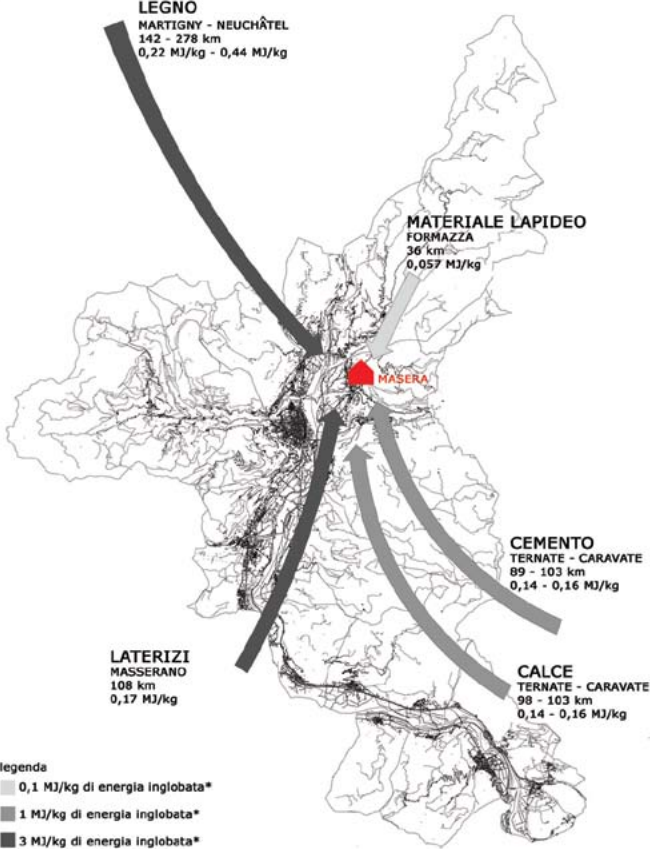 LEGNO
MARTIGNY - NEUCHÂTEL
142 - 278 km
0,22 MJ/kg - 0,44 MJ/kg
MATERIALE LAPIDEO
FORMAZZA
36 km
0,057 MJ/kg
MASERA
CEMENTO
TERNATE - CARAVATE
89 - 103 km
0,14 - 0,16 MJ/kg
LATERIZI
MASSERANO
108 km
0,17 MJ/kg
CALCE
TERNATE - CARAVATE
98 - 103 km
0,14 - 0,16 MJ/kg
legenda
0,1 MJ/kg di energia inglobata*
1 MJ/kg di energia inglobata*
3 MJ/kg di energia inglobata*